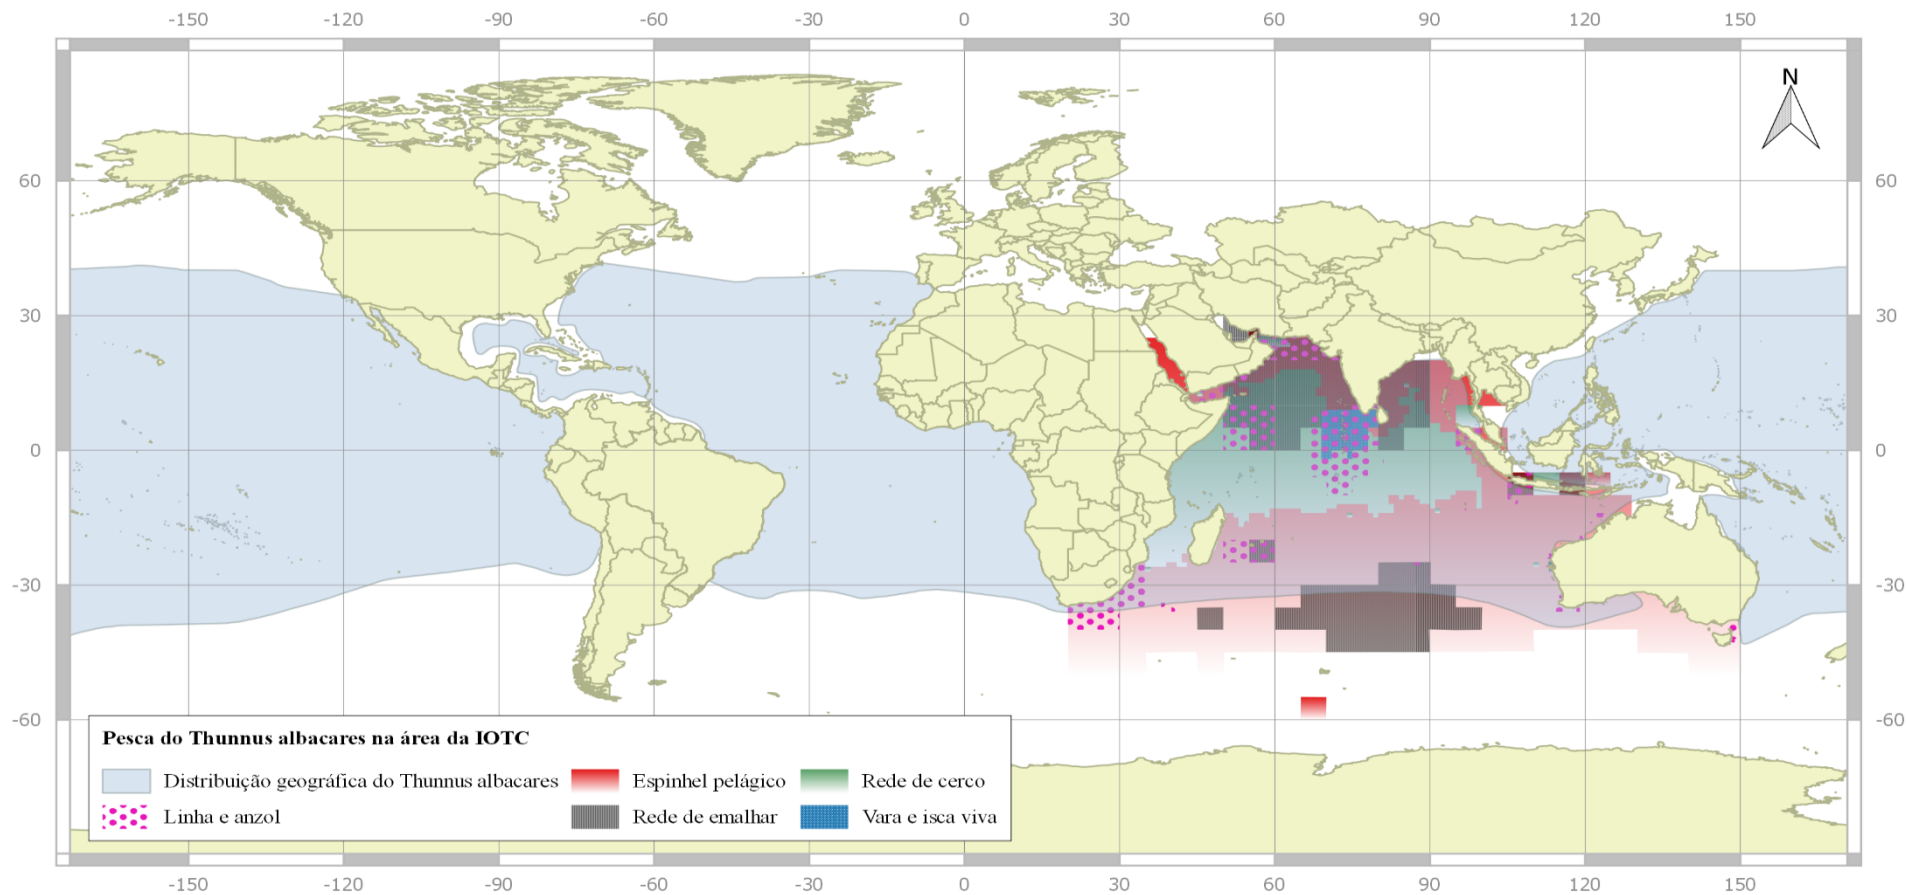 -150 -120 -90 -60 -30 0 30 60 90 120 150
N
60 60
30 30
0 0
-30 -30
-60 -60
Pesca do Thunnus albacares na área da IOTC
Distribuição geográfica do Thunnus albacares Espinhel pelágico Rede de cerco
Linha e anzol Rede de emalhar Vara e isca viva
-150 -120 -90 -60 -30 0 30 60 90 120 150